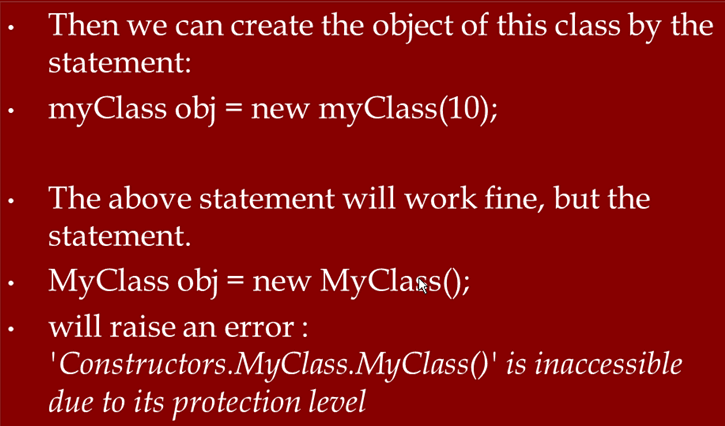 • Then we can create the object of this class by the
statement:
• myClass obj = new myClass(10);
• The above statement will work fine, but the
statement.
• MyClass obj = new MyClass();
• will raise an error :
'Constructors.MyClass.MyClass()' is inaccessible
due to its protection level